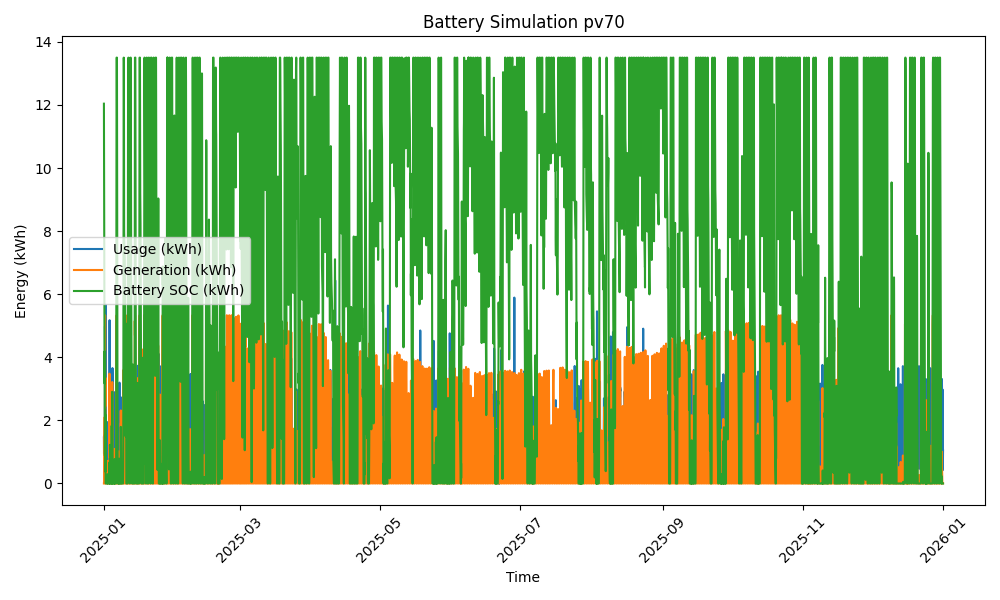 Battery Simulation pv70
Energy (kWh)
14
12
10
8
6
4
2
0
Usage (kWh)
Generation (kWh)
Battery SOC (kWh)
2025-01
2025-03
2025-05
2025-07
2025-09
2025-11
2026-01
Time